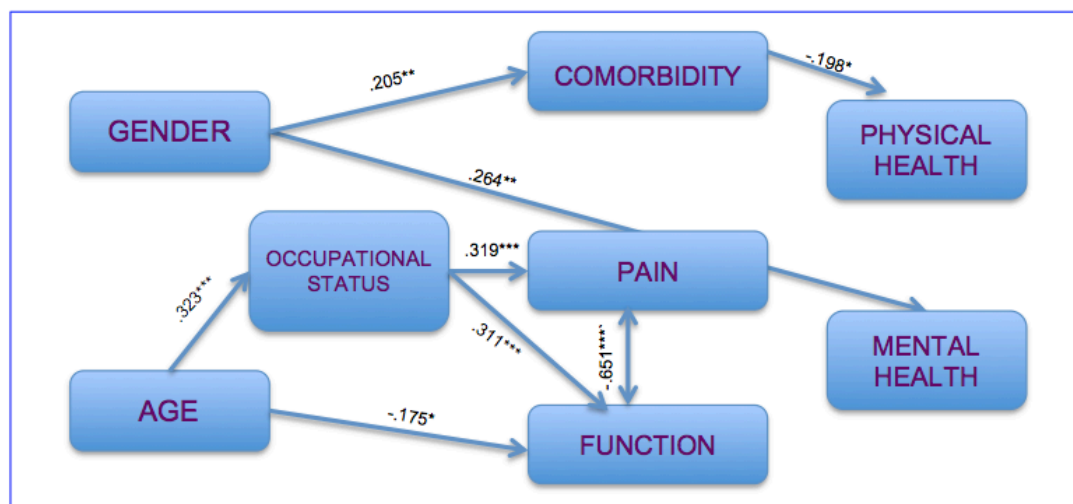 .205**
COMORBIDITY
-.198*
GENDER
PHYSICAL
HEALTH
.264**
OCCUPATIONAL
STATUS
.319***
PAIN
.323***
.311***
-.651***`
MENTAL
HEALTH
AGE
-.175*
FUNCTION